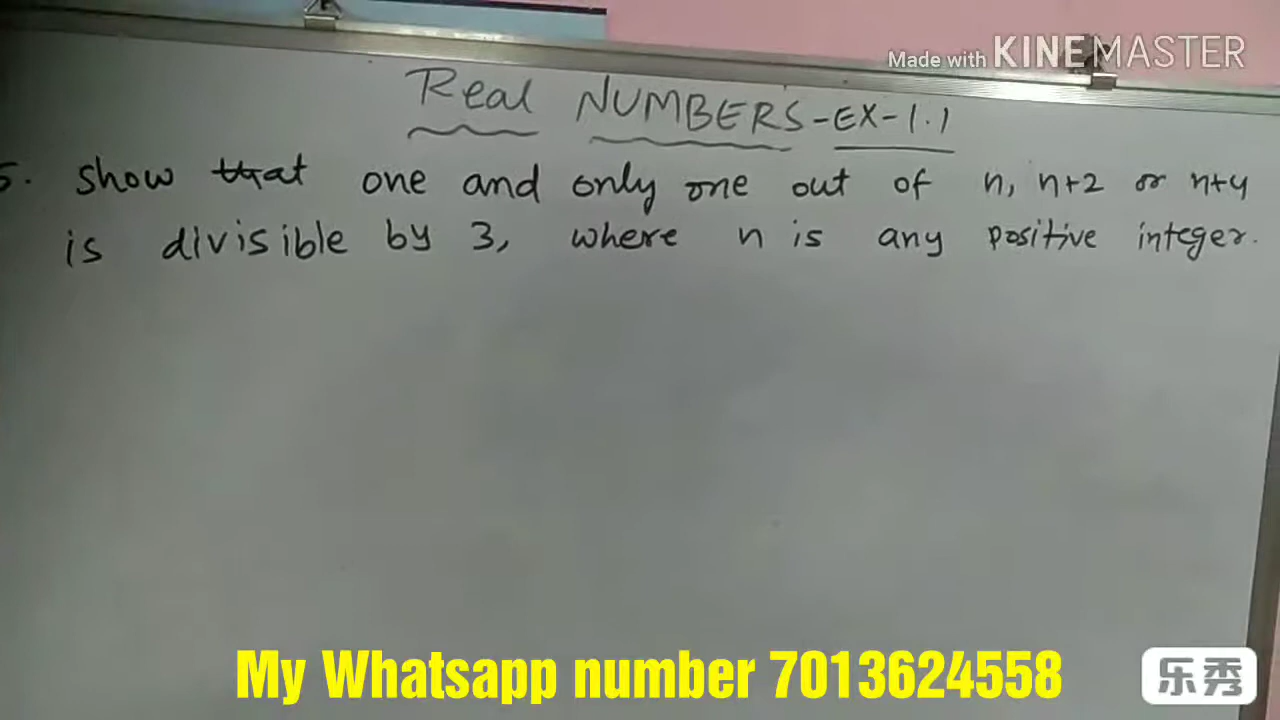 Made with KINEMASTER
Real NUMBERS-EX-1.1
5. show that one and only one out of n, n+2 or n+4
is divisible by 3, where n is any positive integer.
My Whatsapp number 7013624558
乐秀